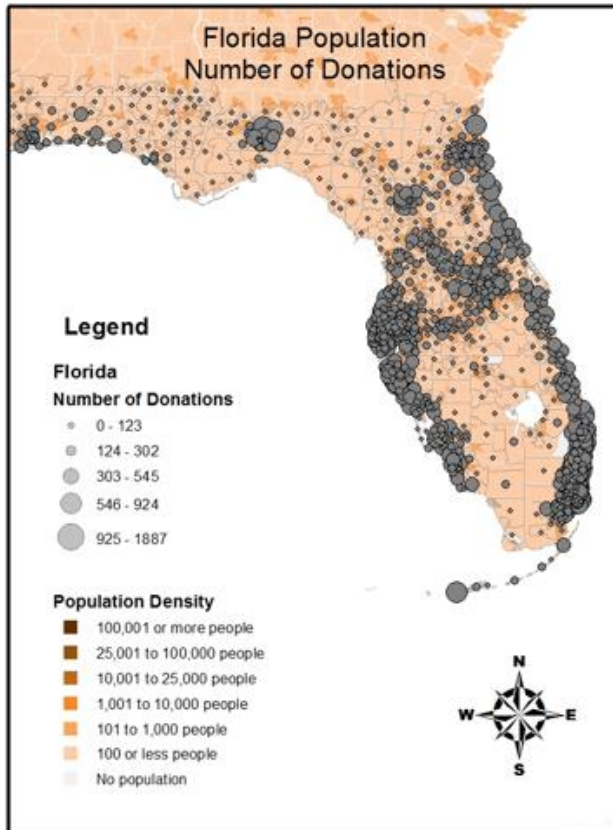 Florida Population
Number of Donations
Legend
Florida
Number of Donations
0 - 123
124 - 302
303 - 545
546 - 924
925 - 1887
Population Density
100,001 or more people
25,001 to 100,000 people
10,001 to 25,000 people
1,001 to 10,000 people
101 to 1,000 people
100 or less people
No population
N
W E
S